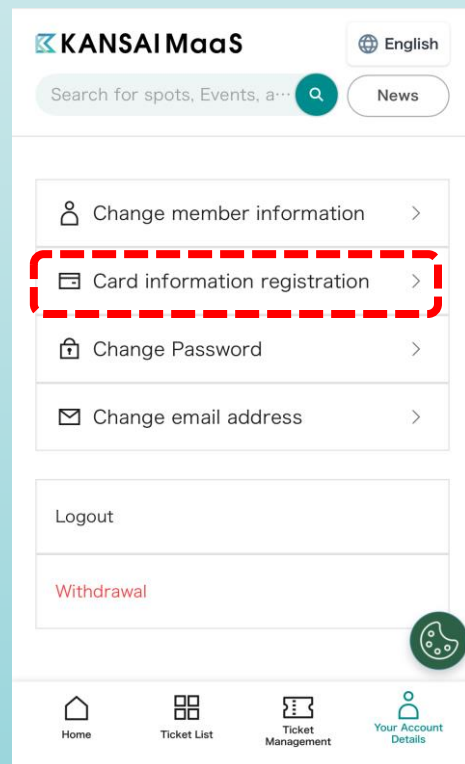 KANSAI MaaS
English
Search for spots, Events, a…
News
Change member information
Card information registration
Change Password
Change email address
Logout
Withdrawal
Home
Ticket List
Ticket
Management
Your Account
Details